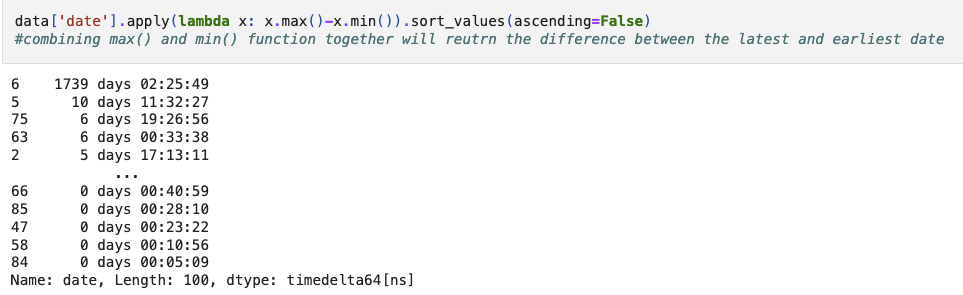 data['date'].apply(lambda x: x.max()-x.min()).sort_values(ascending=False)
#combining max() and min() function together will reutrn the difference between the latest and earliest date
6    1739 days 02:25:49
5      10 days 11:32:27
75      6 days 19:26:56
63      6 days 00:33:38
2       5 days 17:13:11
            ...
66      0 days 00:40:59
85      0 days 00:28:10
47      0 days 00:23:22
58      0 days 00:10:56
84      0 days 00:05:09
Name: date, Length: 100, dtype: timedelta64[ns]